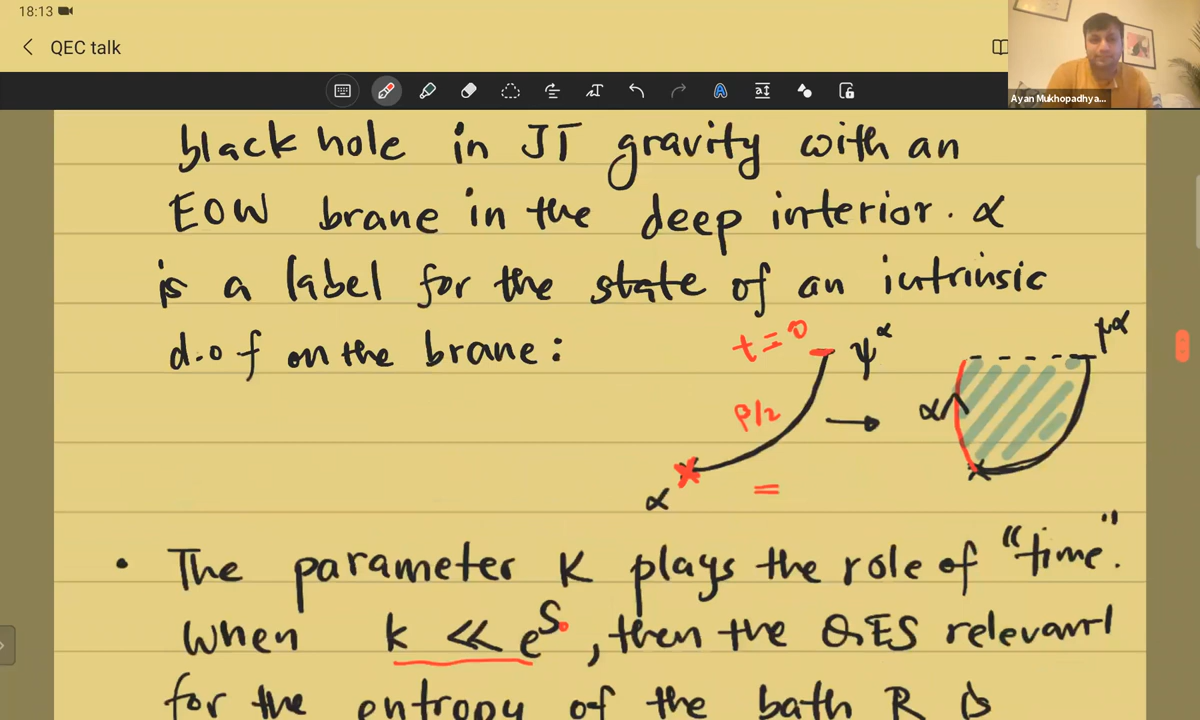 18:13
QEC talk
Ayan Mukhopadhya...
black hole in JT gravity with an
EOW brane in the deep interior. α
is a label for the state of an intrinsic
d.o.f on the brane:
t=0 ψ^α
β/2
α
α
=
• The parameter K plays the role of "time".
When k << e^S, then the QES relevant
for the entropy of the bath R is